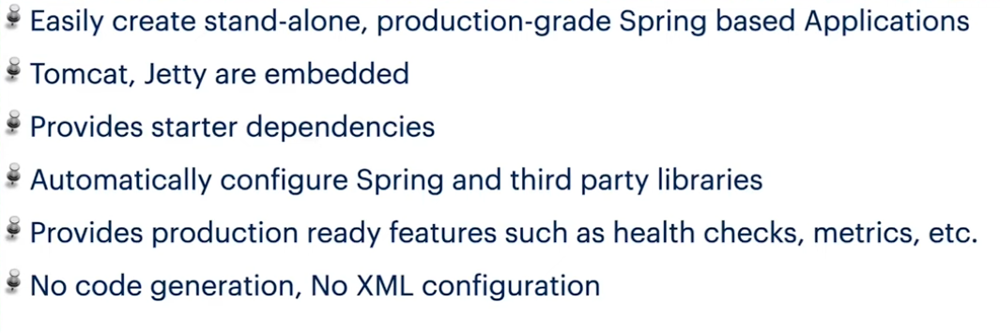 Easily create stand-alone, production-grade Spring based Applications
Tomcat, Jetty are embedded
Provides starter dependencies
Automatically configure Spring and third party libraries
Provides production ready features such as health checks, metrics, etc.
No code generation, No XML configuration